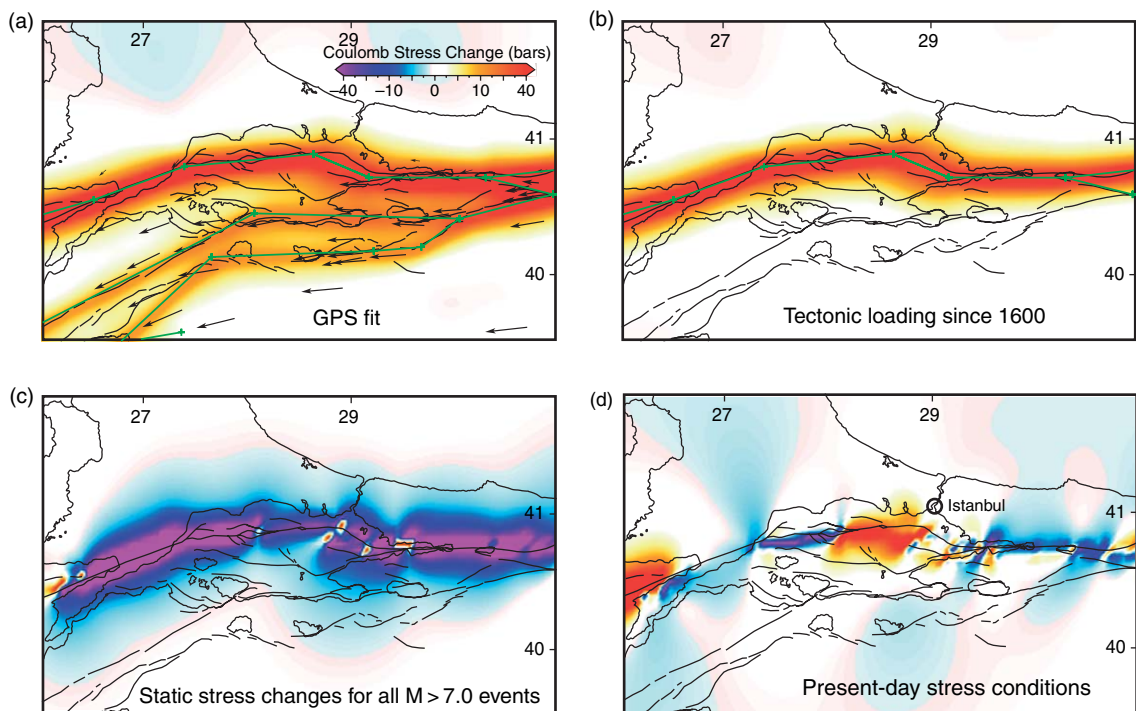 (a)
27
29
Coulomb Stress Change (bars)
−40 −10 0 10 40
41
40
GPS fit
(b)
27
29
41
40
Tectonic loading since 1600
(c)
27
29
41
40
Static stress changes for all M > 7.0 events
(d)
27
29
Istanbul
41
40
Present-day stress conditions